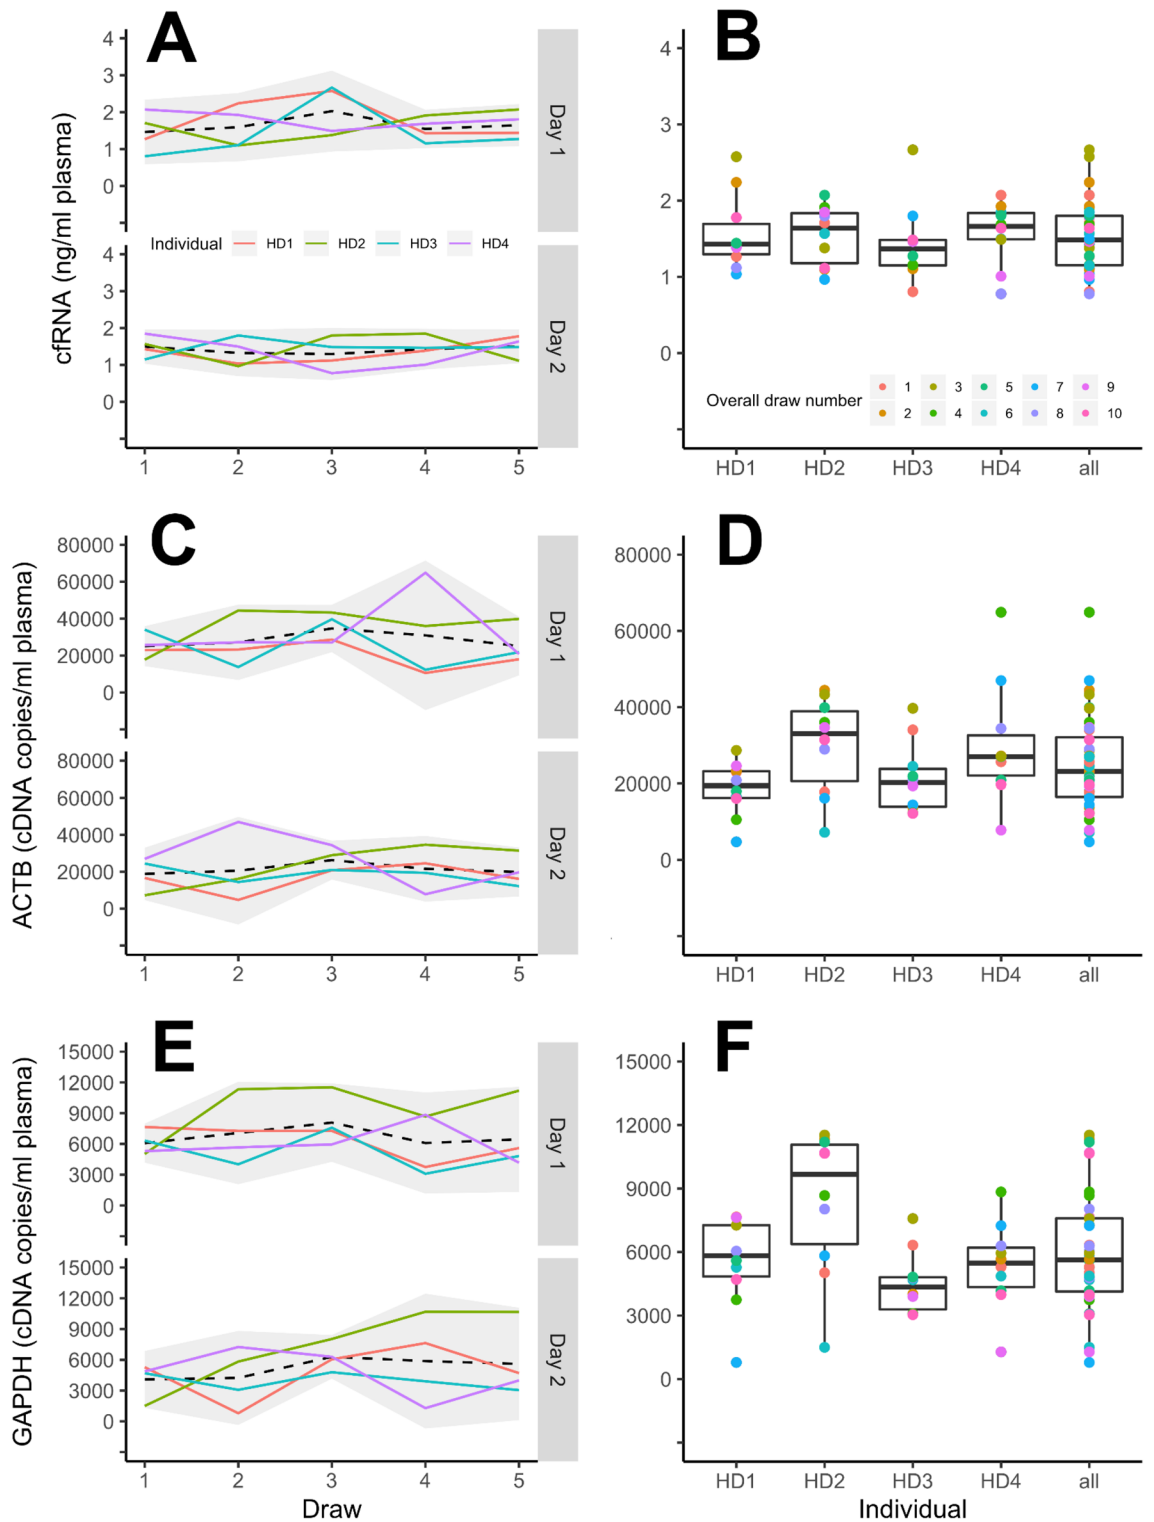 A
cfRNA (ng/ml plasma)
4
3
2
1
0
Day 1
Individual HD1 HD2 HD3 HD4
4
3
2
1
0
Day 2
1 2 3 4 5
B
4
3
2
1
0
Overall draw number
1 3 5 7 9
2 4 6 8 10
HD1 HD2 HD3 HD4 all
C
ACTB (cDNA copies/ml plasma)
80000
60000
40000
20000
0
Day 1
80000
60000
40000
20000
0
Day 2
1 2 3 4 5
D
80000
60000
40000
20000
0
HD1 HD2 HD3 HD4 all
E
GAPDH (cDNA copies/ml plasma)
15000
12000
9000
6000
3000
0
Day 1
15000
12000
9000
6000
3000
0
Day 2
1 2 3 4 5
Draw
F
15000
12000
9000
6000
3000
0
HD1 HD2 HD3 HD4 all
Individual